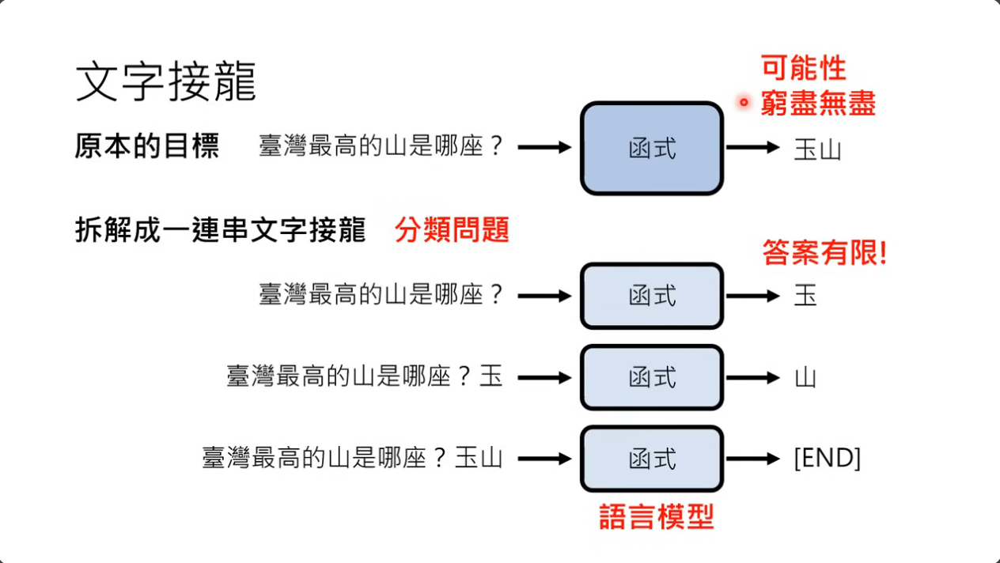 文字接龍
可能性
窮盡無盡
原本的目標 臺灣最高的山是哪座？ 函式 玉山
拆解成一連串文字接龍 分類問題
答案有限!
臺灣最高的山是哪座？ 函式 玉
臺灣最高的山是哪座？玉 函式 山
臺灣最高的山是哪座？玉山 函式 [END]
語言模型